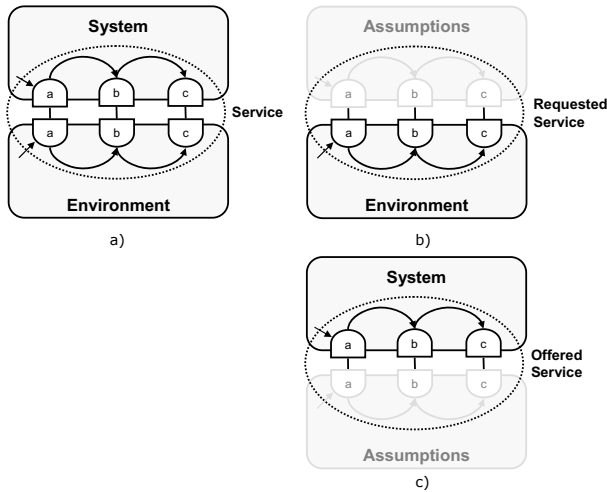 System
a b c
Service
a b c
Environment
a)
Assumptions
a b c
Requested
Service
a b c
Environment
b)
System
a b c
Offered
Service
a b c
Assumptions
c)